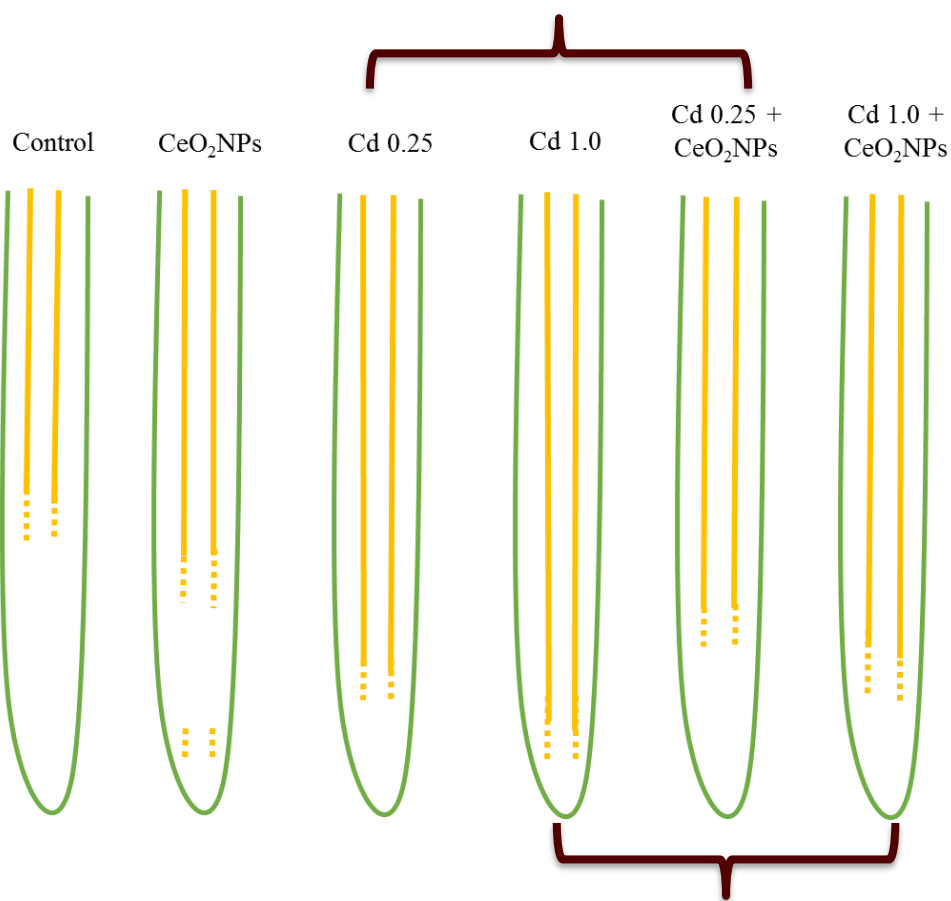 Control
CeO₂NPs
Cd 0.25
Cd 1.0
Cd 0.25 +
CeO₂NPs
Cd 1.0 +
CeO₂NPs